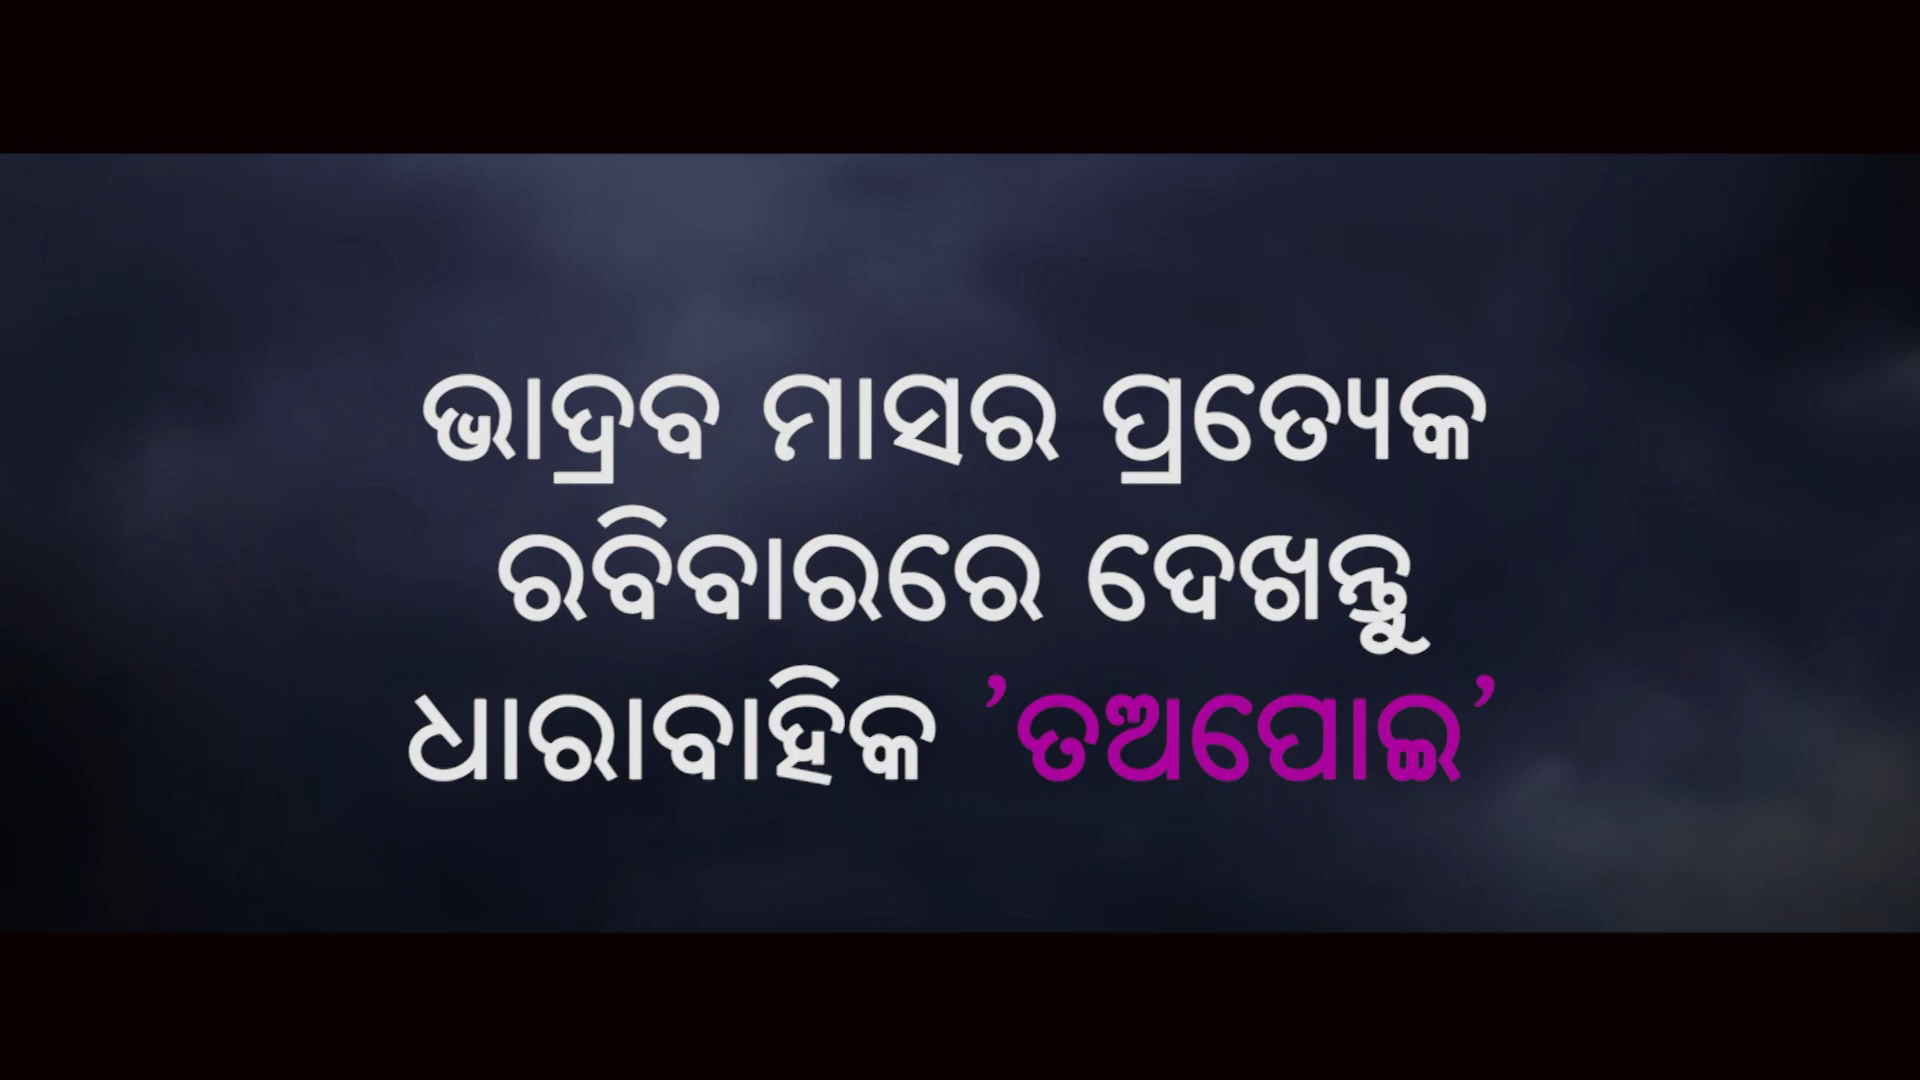 ଭାଦ୍ରବ ମାସର ପ୍ରତ୍ୟେକ
ରବିବାରରେ ଦେଖନ୍ତୁ
ଧାରାବାହିକ ’ତଅପୋଇ’